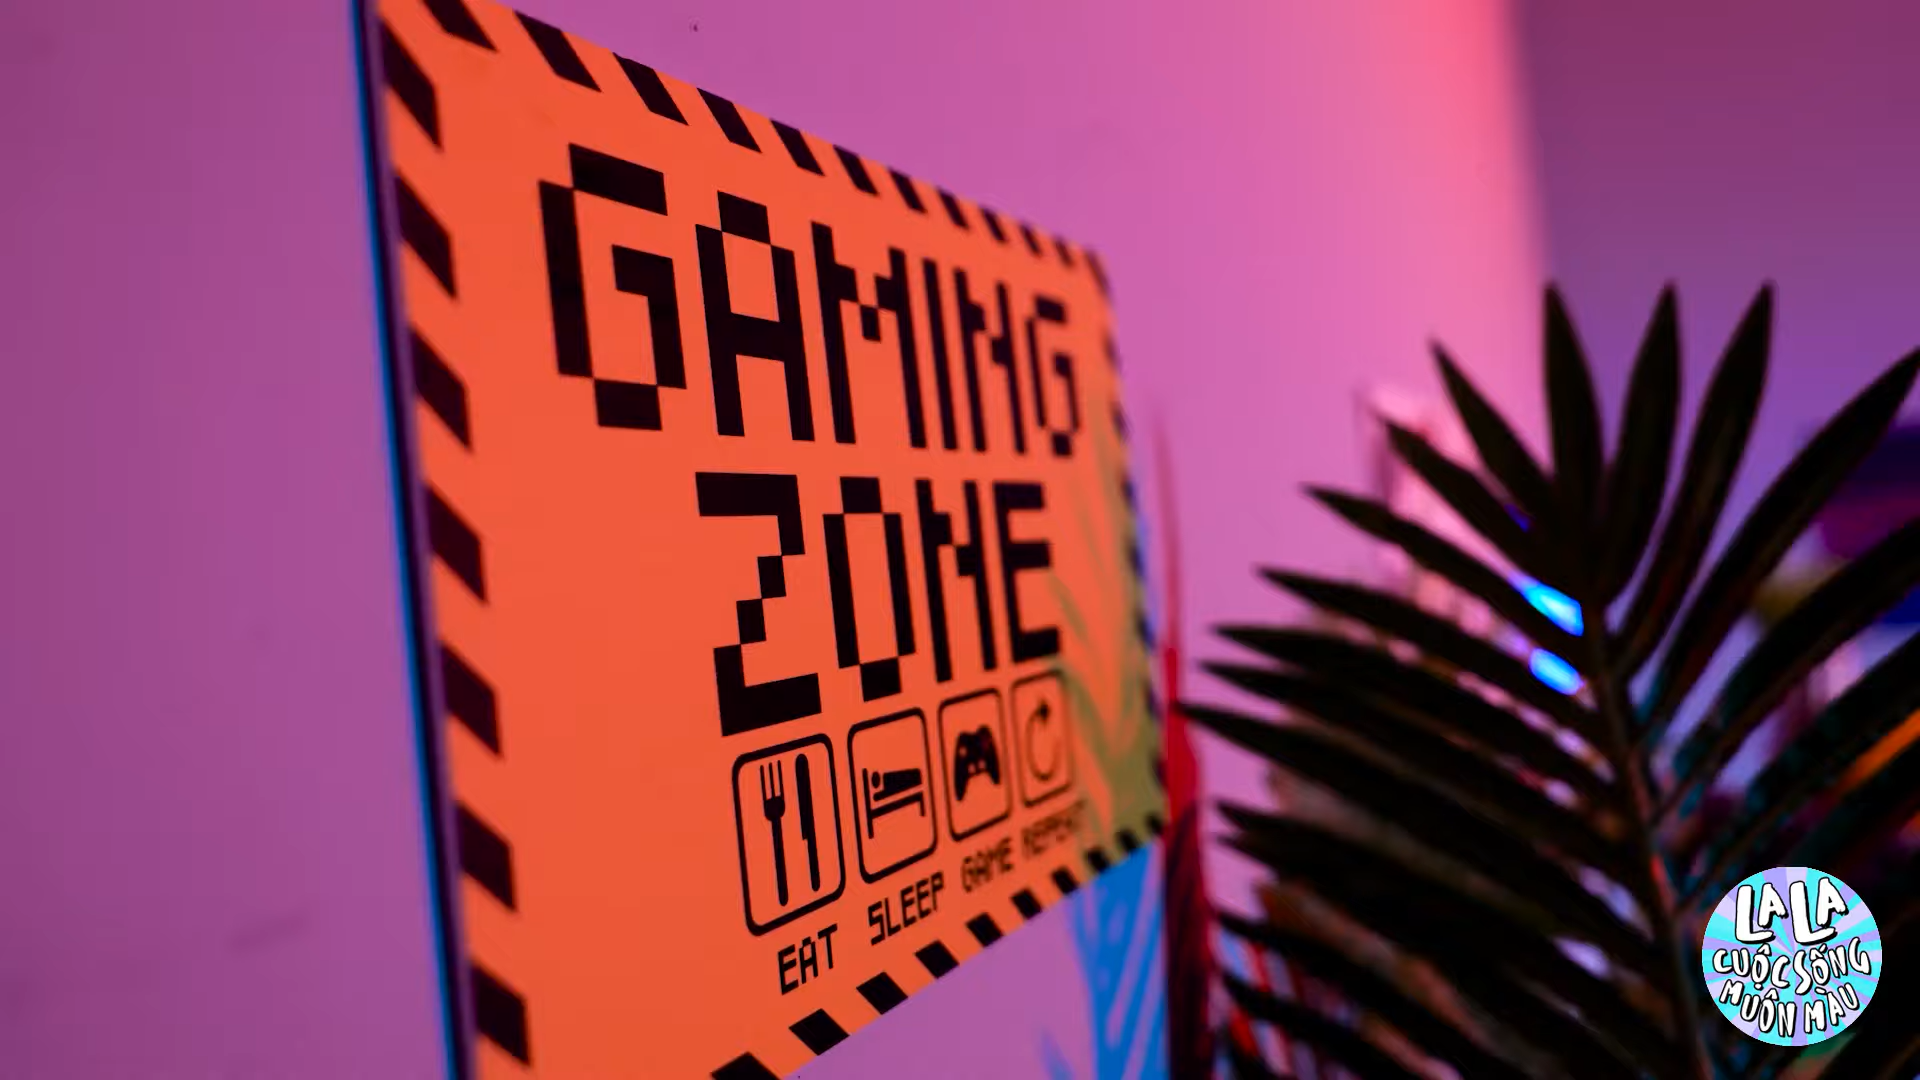 GAMING
ZONE
EAT SLEEP GAME REPEAT
LA LA
CUỘC SỐNG
MUÔN MÀU